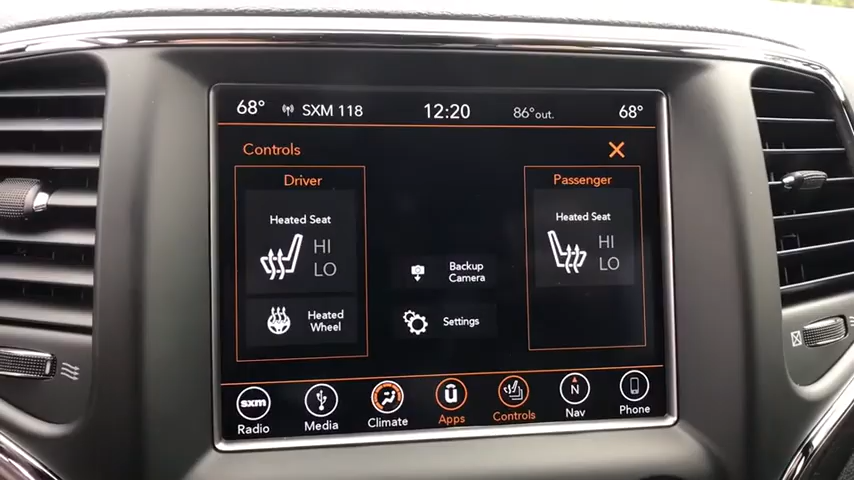 68° SXM 118 12:20 86°out. 68°
Controls
Driver
Heated Seat
HI
LO
Heated
Wheel
Backup
Camera
Settings
Passenger
Heated Seat
HI
LO
sxm
Radio
Media
Climate
u
Apps
Controls
N
Nav
Phone